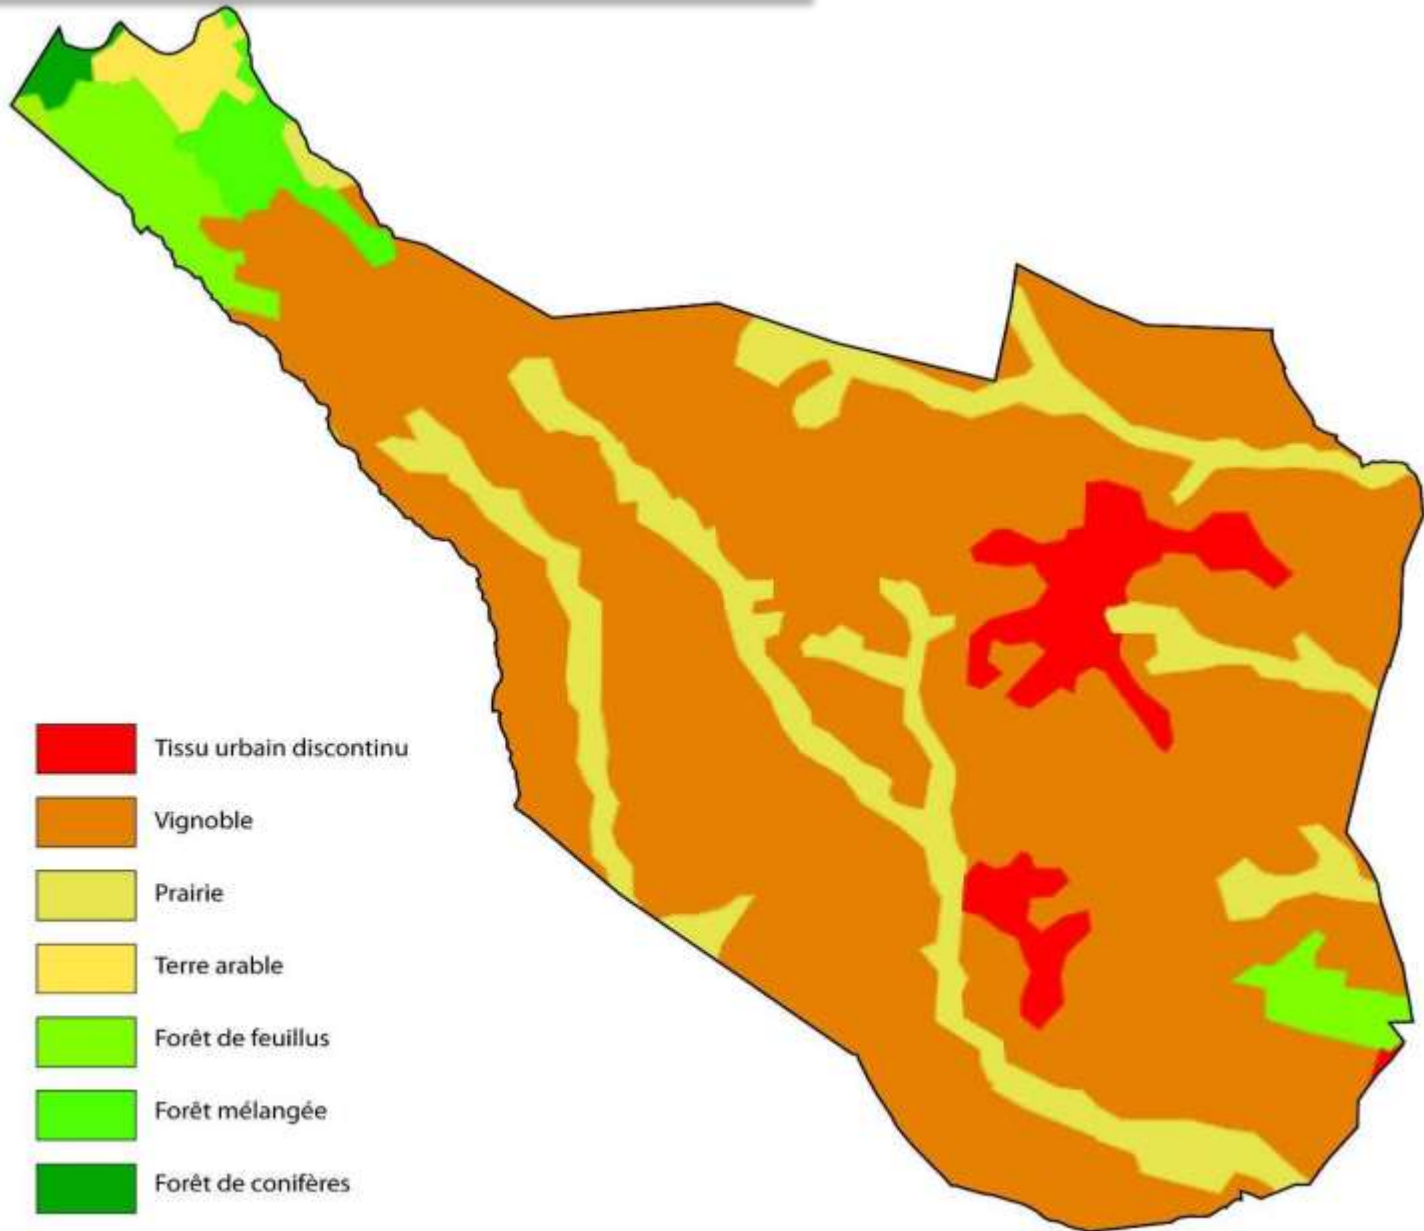 Tissu urbain discontinu
Vignoble
Prairie
Terre arable
Forêt de feuillus
Forêt mélangée
Forêt de conifères